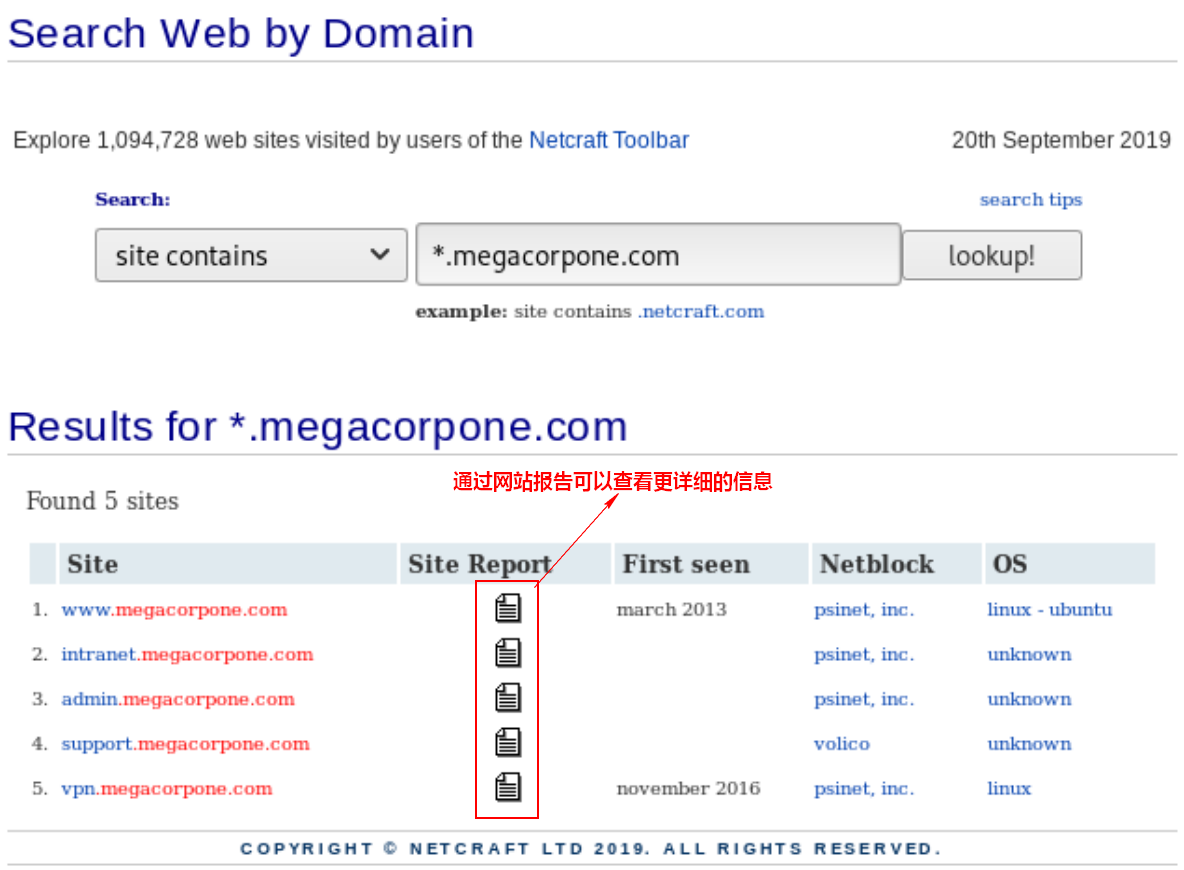 Search Web by Domain
Explore 1,094,728 web sites visited by users of the Netcraft Toolbar 20th September 2019
Search: search tips
site contains *.megacorpone.com lookup!
example: site contains .netcraft.com
Results for *.megacorpone.com
通过网站报告可以查看更详细的信息
Found 5 sites
Site Site Report First seen Netblock OS
1. www.megacorpone.com march 2013 psinet, inc. linux - ubuntu
2. intranet.megacorpone.com psinet, inc. unknown
3. admin.megacorpone.com psinet, inc. unknown
4. support.megacorpone.com volico unknown
5. vpn.megacorpone.com november 2016 psinet, inc. linux
COPYRIGHT © NETCRAFT LTD 2019. ALL RIGHTS RESERVED.